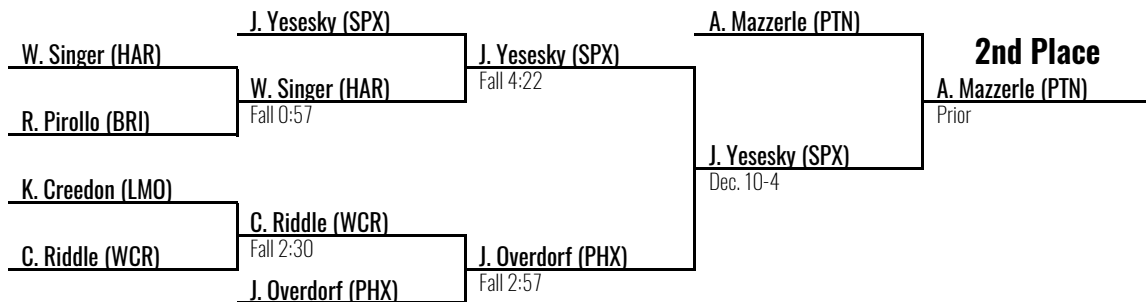 J. Yesesky (SPX)
A. Mazzerle (PTN)
W. Singer (HAR)
J. Yesesky (SPX)
2nd Place
Fall 4:22
W. Singer (HAR)
A. Mazzerle (PTN)
Fall 0:57
Prior
R. Pirollo (BRI)
J. Yesesky (SPX)
Dec. 10-4
K. Creedon (LMO)
C. Riddle (WCR)
Fall 2:30
C. Riddle (WCR)
J. Overdorf (PHX)
Fall 2:57
J. Overdorf (PHX)